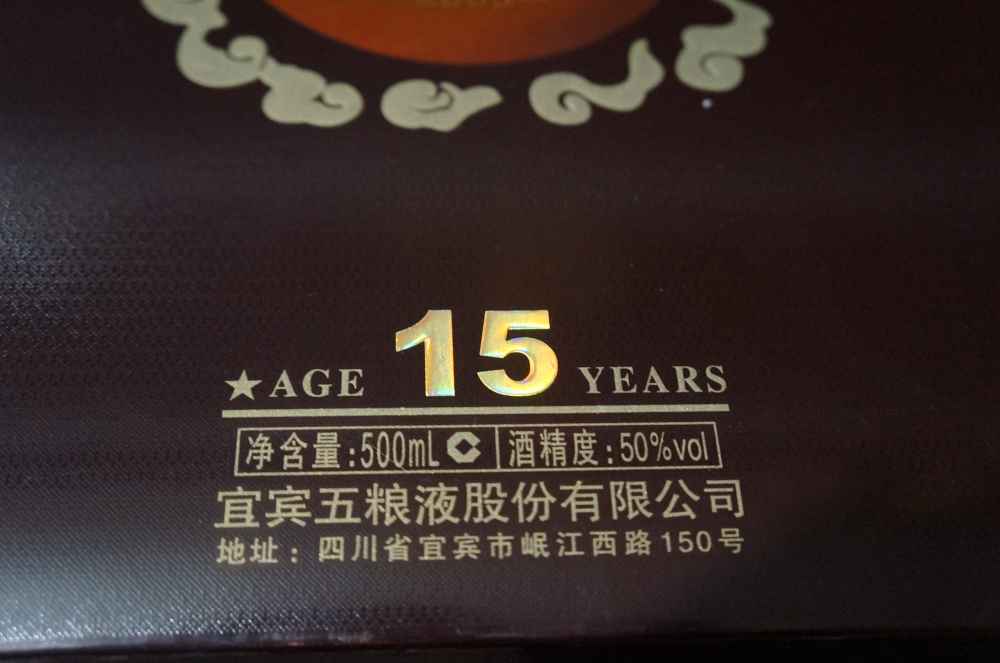 ★AGE 15 YEARS
净含量:500mL 酒精度:50%vol
宜宾五粮液股份有限公司
地址：四川省宜宾市岷江西路150号